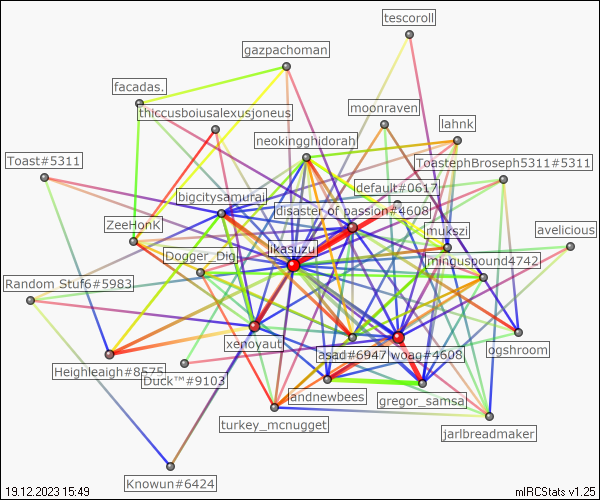 tescoroll
gazpachoman
facadas.
thiccusboiusalexusjoneus
moonraven
lahnk
neokingghidorah
Toast#5311
ToastephBroseph5311#5311
default#0617
bigcitysamurai
disaster of passion#4608
ZeeHonK
mukszi
avelicious
ikasuzu
Dogger_Dig
minguspound4742
Random Stuf6#5983
xenoyaut
asad#6947
woag#4608
ogshroom
Heighleaigh#8575
Duck™#9103
andnewbees
gregor_samsa
turkey_mcnugget
jarlbreadmaker
Knowun#6424
19.12.2023 15:49
mIRCStats v1.25